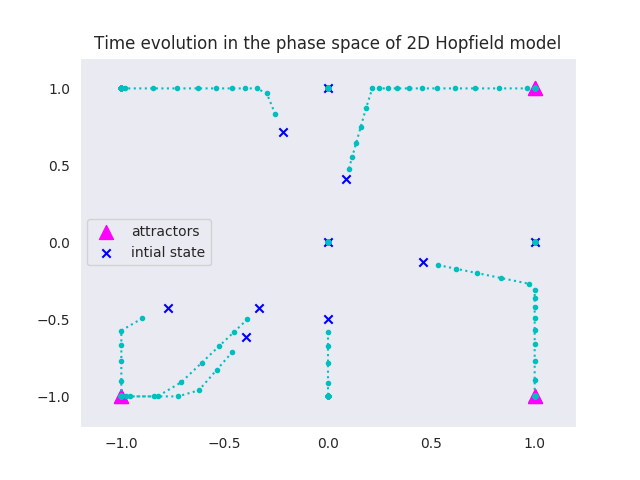 Time evolution in the phase space of 2D Hopfield model
1.0
0.5
0.0
−0.5
−1.0
attractors
intial state
−1.0 −0.5 0.0 0.5 1.0